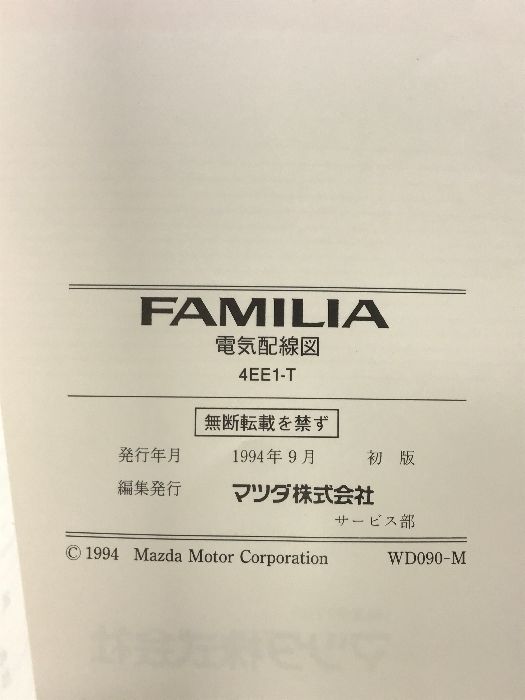 FAMILIA
電気配線図
4EE1-T
無断転載を禁ず
発行年月 1994年9月 初 版
編集発行 マツダ株式会社
サービス部
© 1994 Mazda Motor Corporation WD090-M